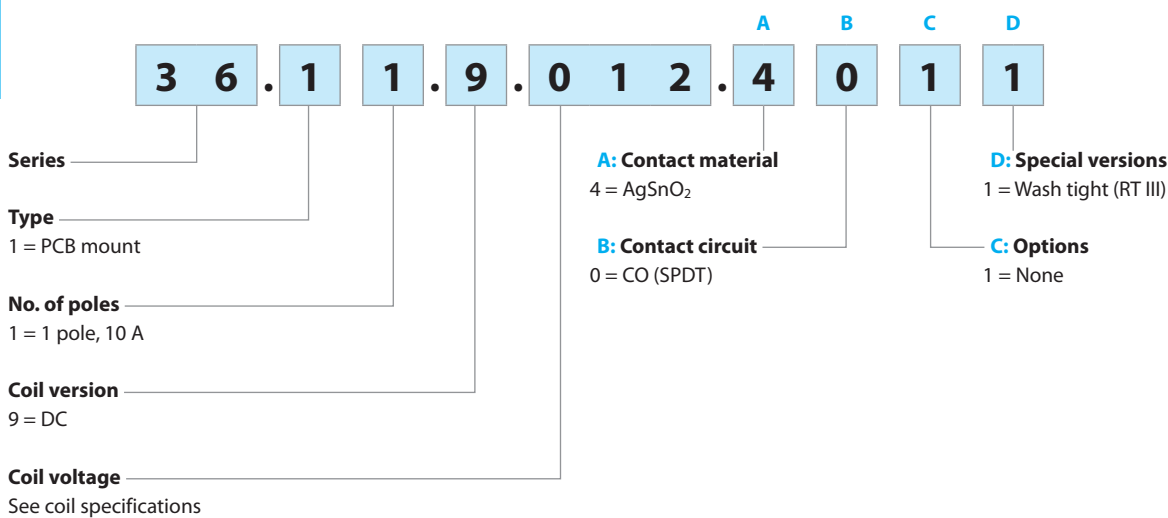 A B C D
3 6 . 1 1 . 9 . 0 1 2 . 4 0 1 1
Series
Type
1 = PCB mount
No. of poles
1 = 1 pole, 10 A
Coil version
9 = DC
Coil voltage
See coil specifications
A: Contact material
4 = AgSnO₂
B: Contact circuit
0 = CO (SPDT)
D: Special versions
1 = Wash tight (RT III)
C: Options
1 = None